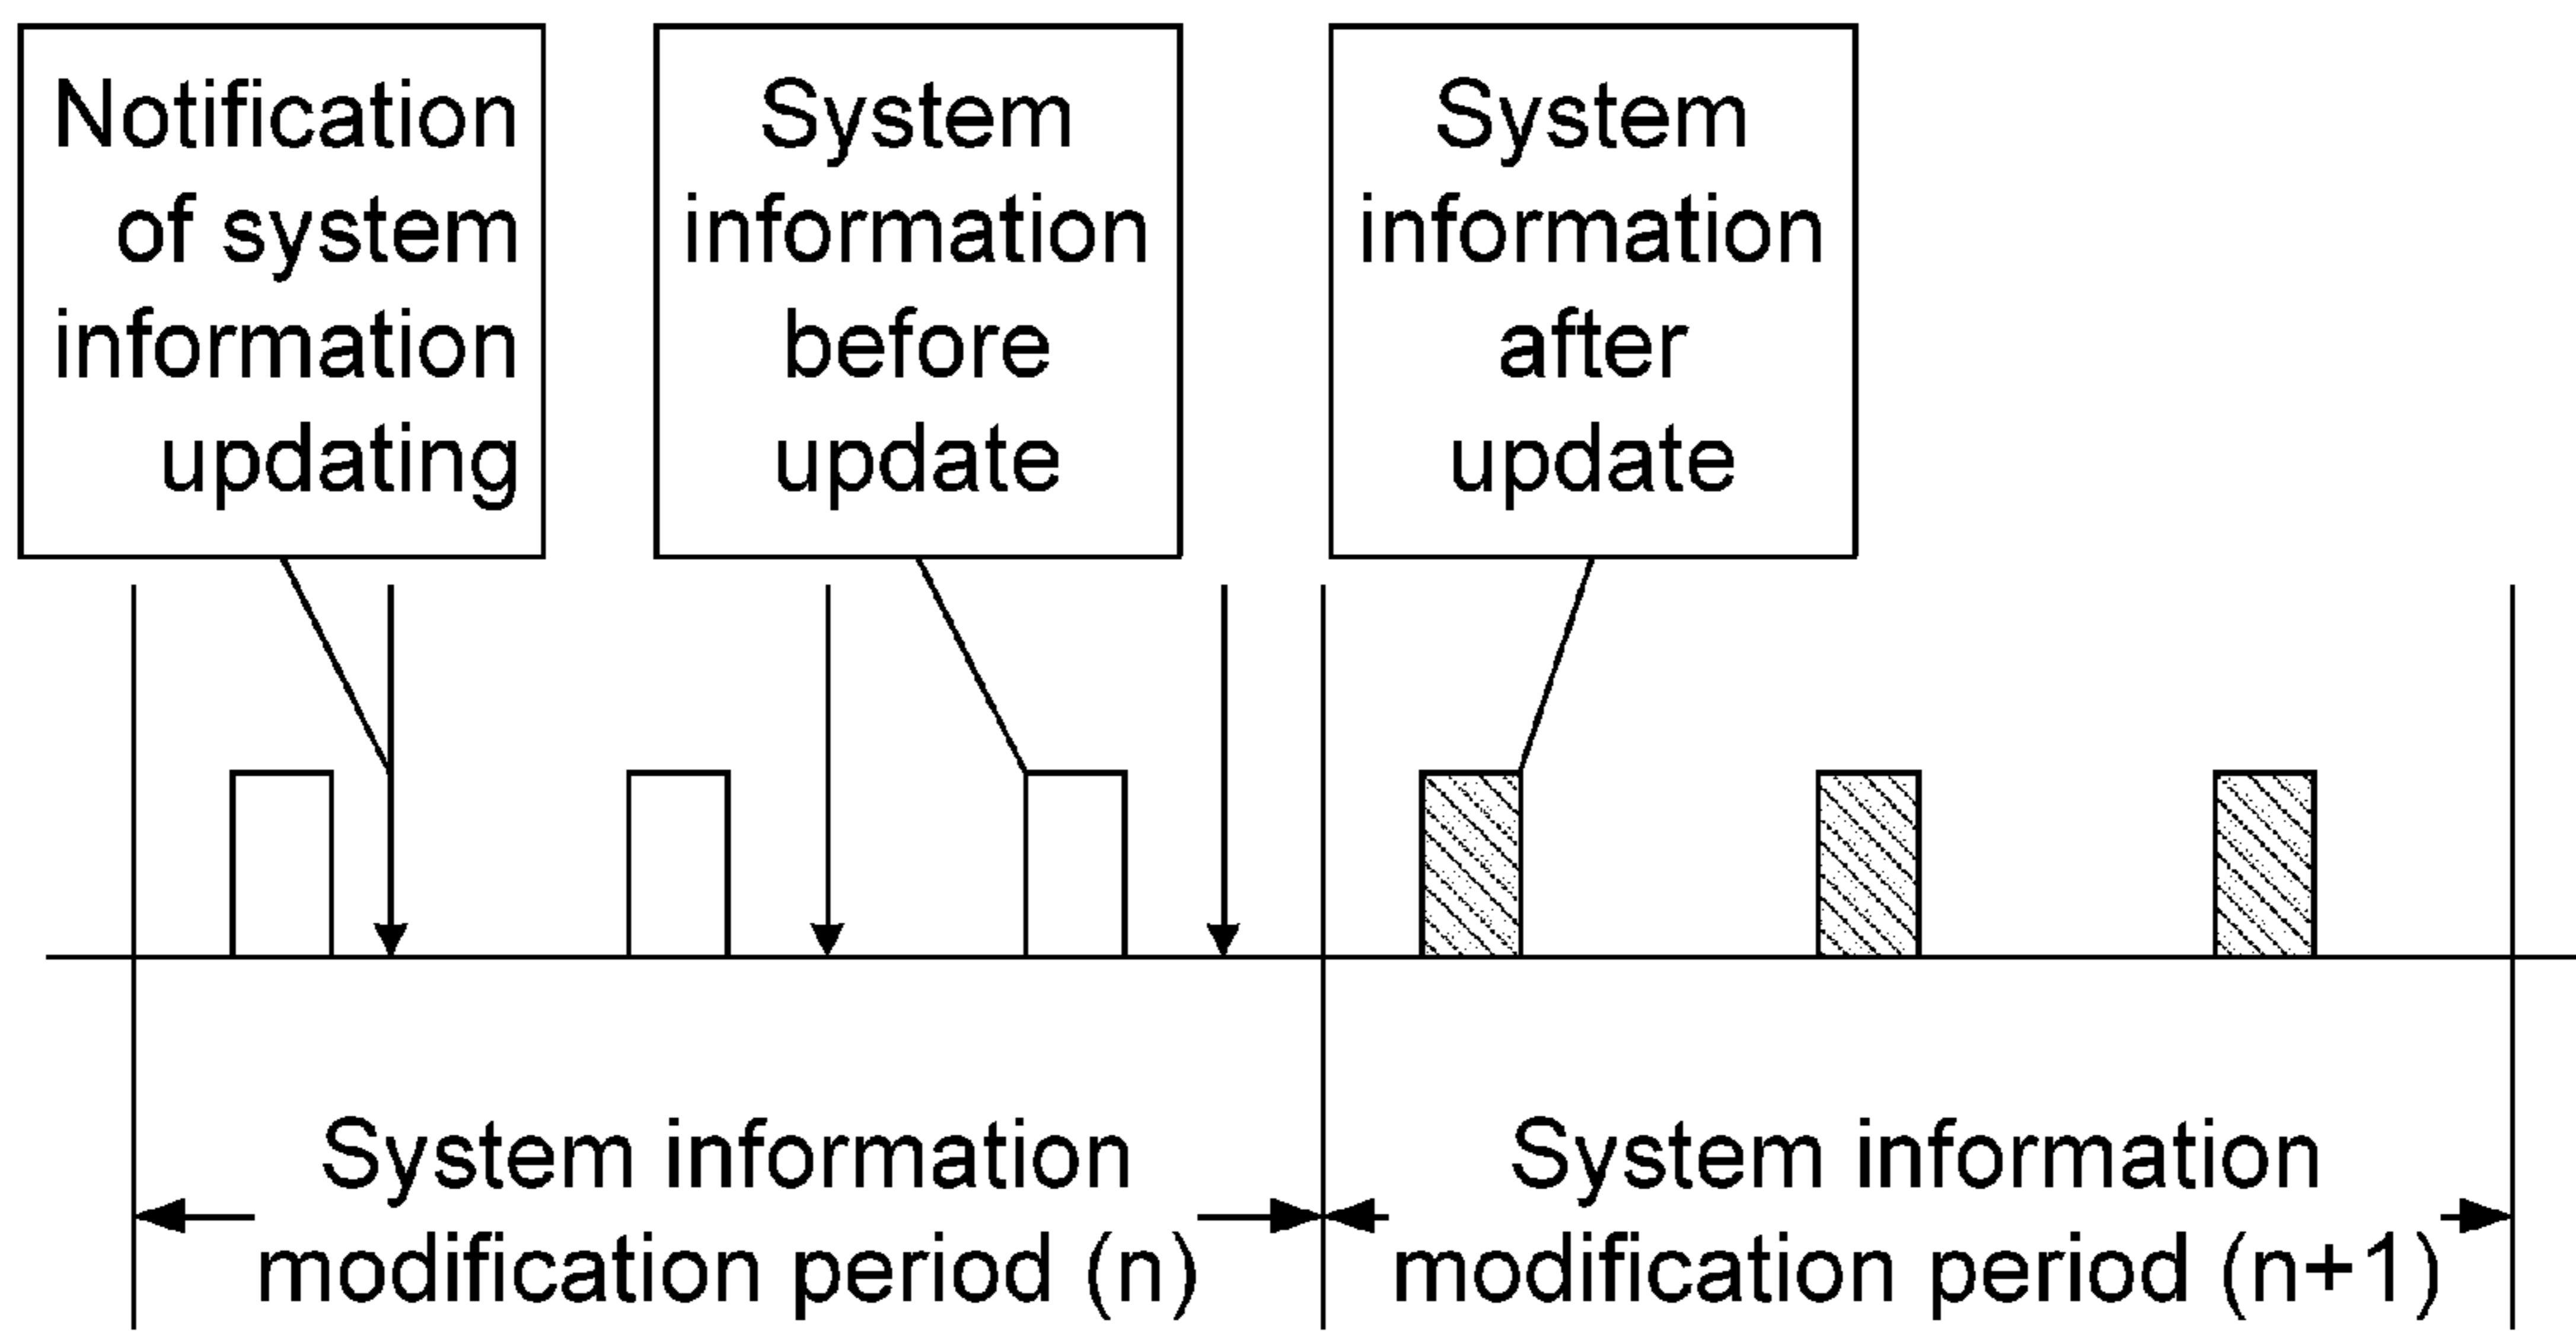 Notification
of system
information
updating
System
information
before
update
System
information
after
update
System information
modification period (n)
System information
modification period (n+1)